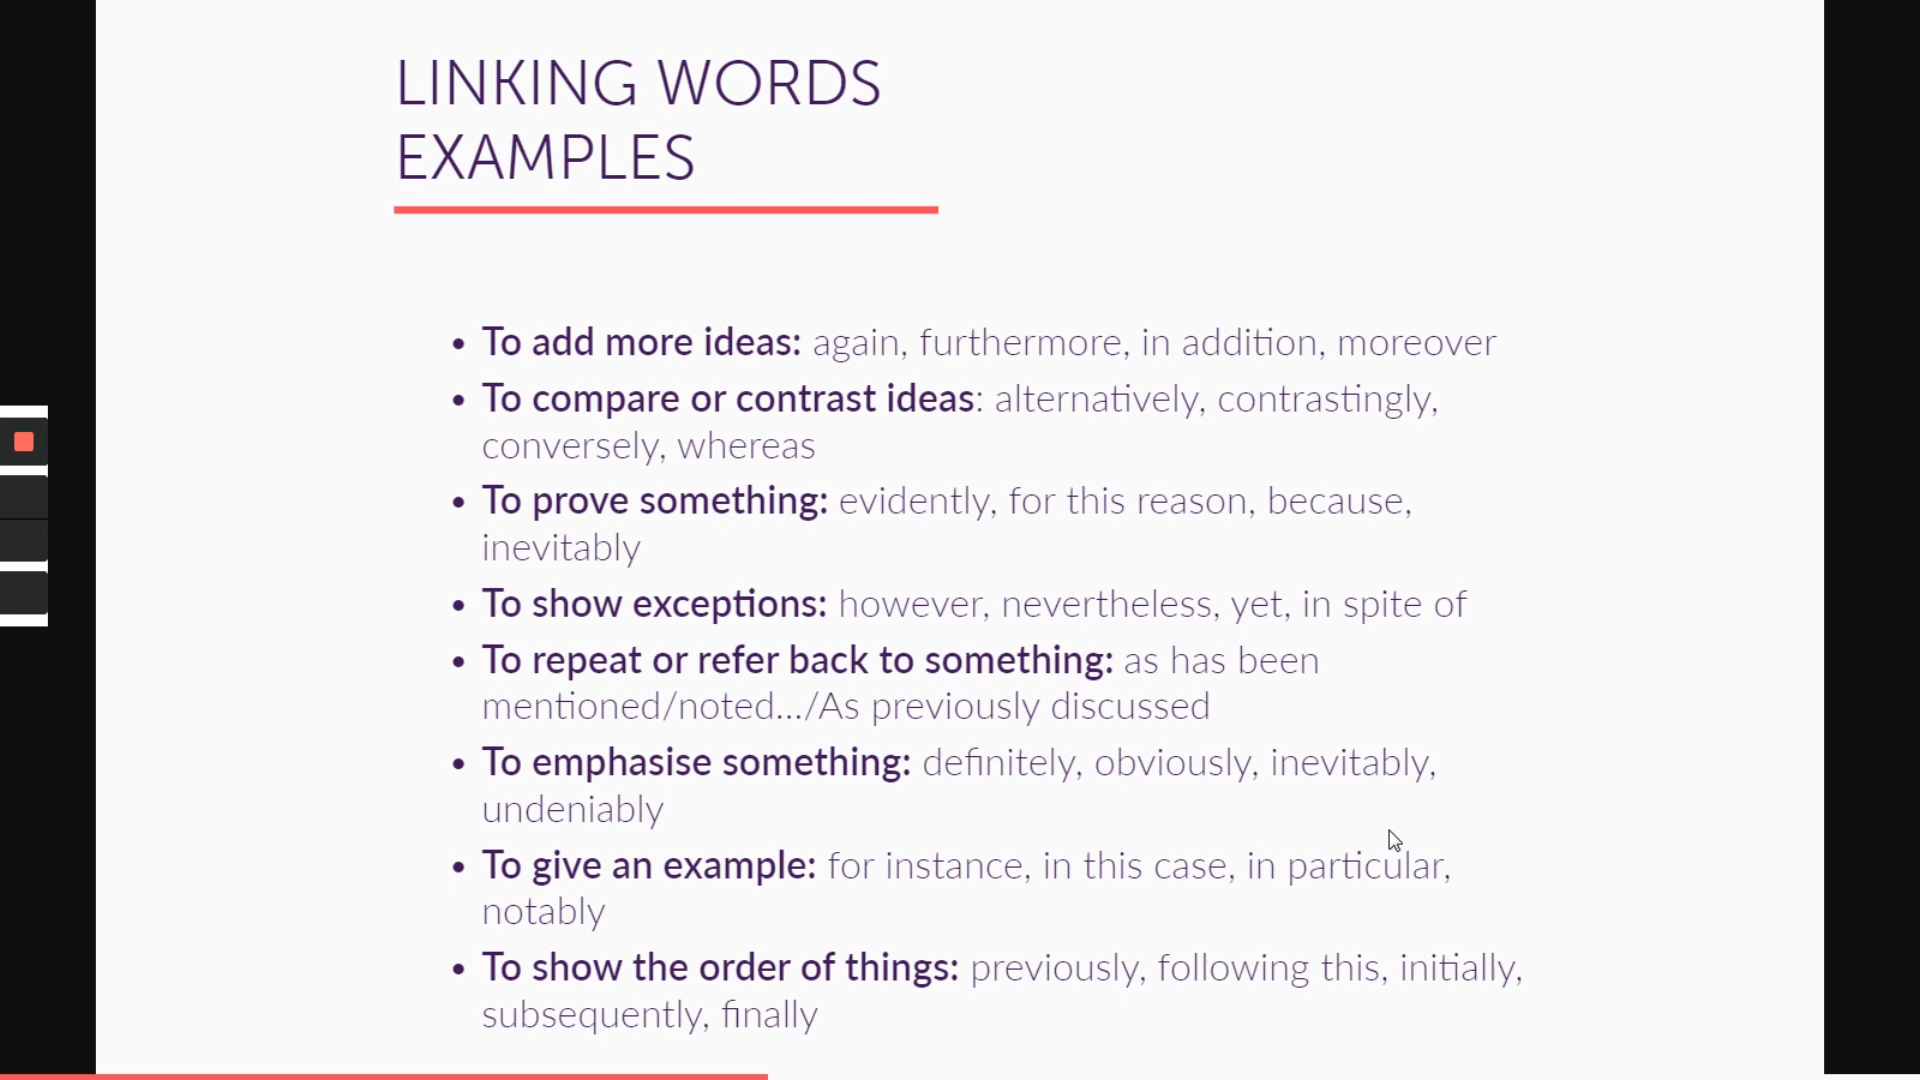 LINKING WORDS
EXAMPLES
• To add more ideas: again, furthermore, in addition, moreover
• To compare or contrast ideas: alternatively, contrastingly,
conversely, whereas
• To prove something: evidently, for this reason, because,
inevitably
• To show exceptions: however, nevertheless, yet, in spite of
• To repeat or refer back to something: as has been
mentioned/noted.../As previously discussed
• To emphasise something: definitely, obviously, inevitably,
undeniably
• To give an example: for instance, in this case, in particular,
notably
• To show the order of things: previously, following this, initially,
subsequently, finally